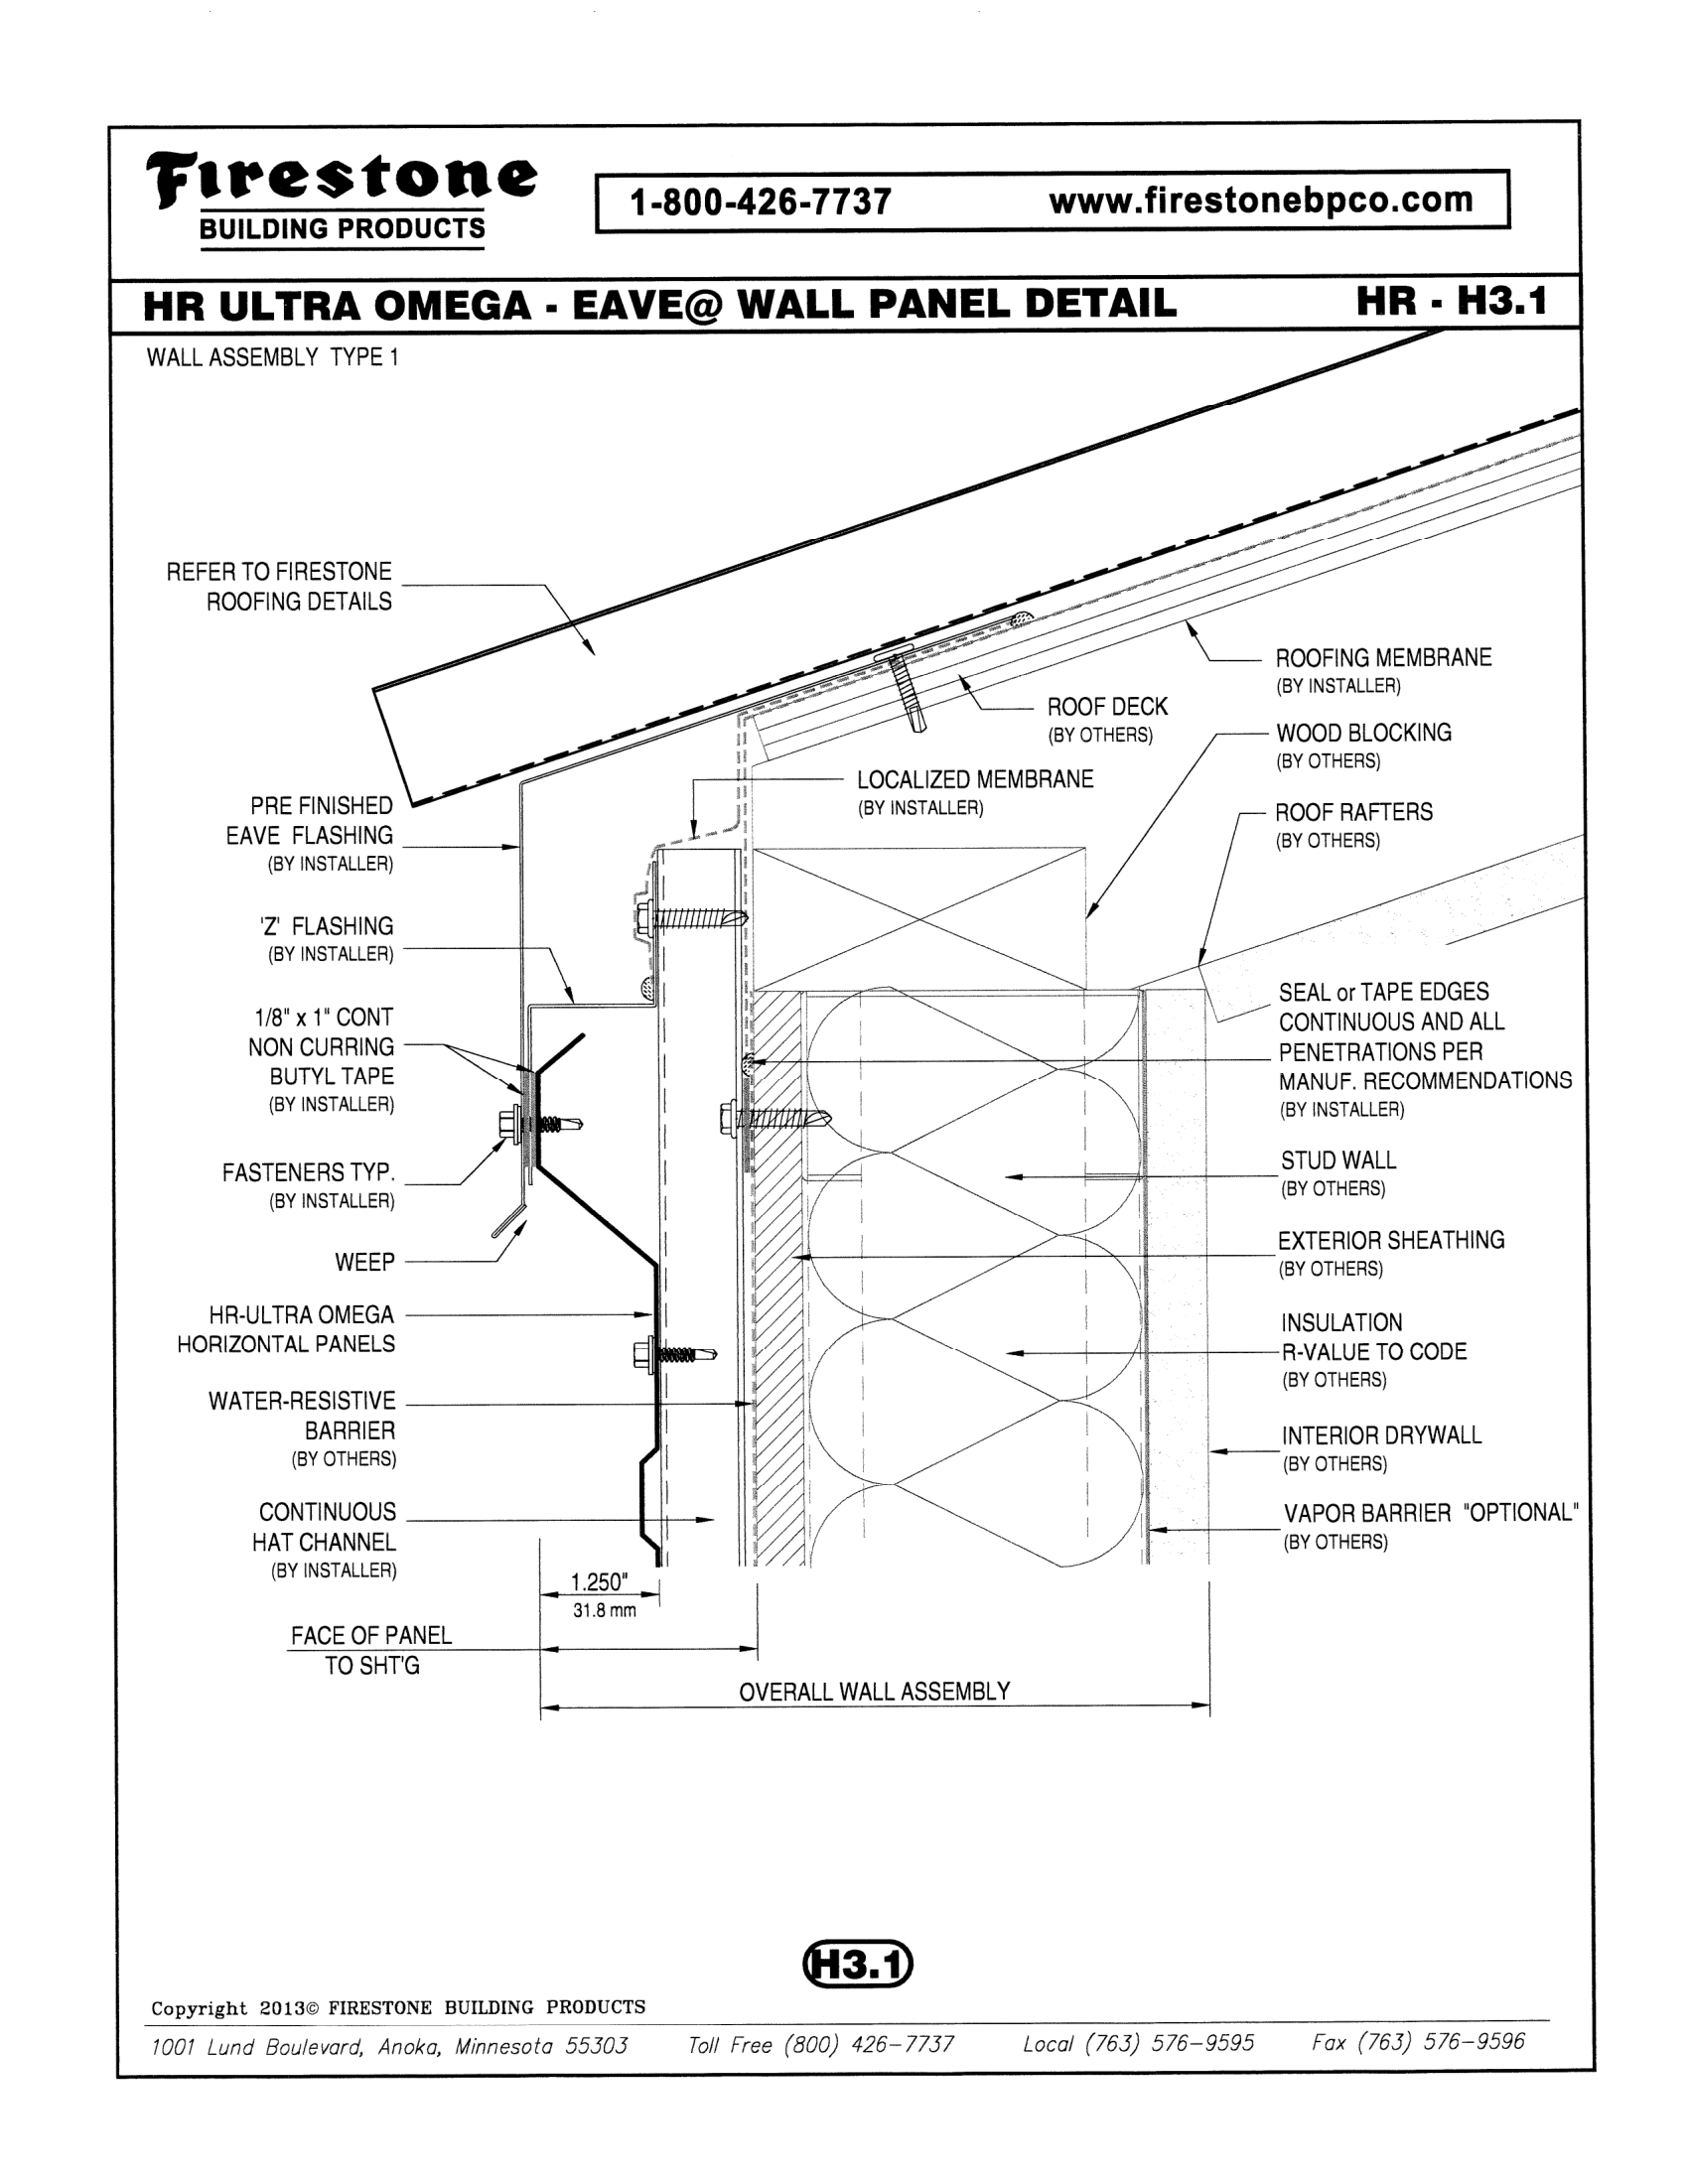 Firestone
BUILDING PRODUCTS
1-800-426-7737 www.firestonebpco.com
HR ULTRA OMEGA - EAVE@ WALL PANEL DETAIL HR - H3.1
WALL ASSEMBLY TYPE 1
REFER TO FIRESTONE
ROOFING DETAILS
PRE FINISHED
EAVE FLASHING
(BY INSTALLER)
'Z' FLASHING
(BY INSTALLER)
1/8" x 1" CONT
NON CURRING
BUTYL TAPE
(BY INSTALLER)
FASTENERS TYP.
(BY INSTALLER)
WEEP
HR-ULTRA OMEGA
HORIZONTAL PANELS
WATER-RESISTIVE
BARRIER
(BY OTHERS)
CONTINUOUS
HAT CHANNEL
(BY INSTALLER)
ROOFING MEMBRANE
(BY INSTALLER)
ROOF DECK
(BY OTHERS)
WOOD BLOCKING
(BY OTHERS)
LOCALIZED MEMBRANE
(BY INSTALLER)
ROOF RAFTERS
(BY OTHERS)
SEAL or TAPE EDGES
CONTINUOUS AND ALL
PENETRATIONS PER
MANUF. RECOMMENDATIONS
(BY INSTALLER)
STUD WALL
(BY OTHERS)
EXTERIOR SHEATHING
(BY OTHERS)
INSULATION
R-VALUE TO CODE
(BY OTHERS)
INTERIOR DRYWALL
(BY OTHERS)
VAPOR BARRIER "OPTIONAL"
(BY OTHERS)
1.250"
31.8 mm
FACE OF PANEL
TO SHT'G
OVERALL WALL ASSEMBLY
H3.1
Copyright 2013© FIRESTONE BUILDING PRODUCTS
1001 Lund Boulevard, Anoka, Minnesota 55303 Toll Free (800) 426-7737 Local (763) 576-9595 Fax (763) 576-9596